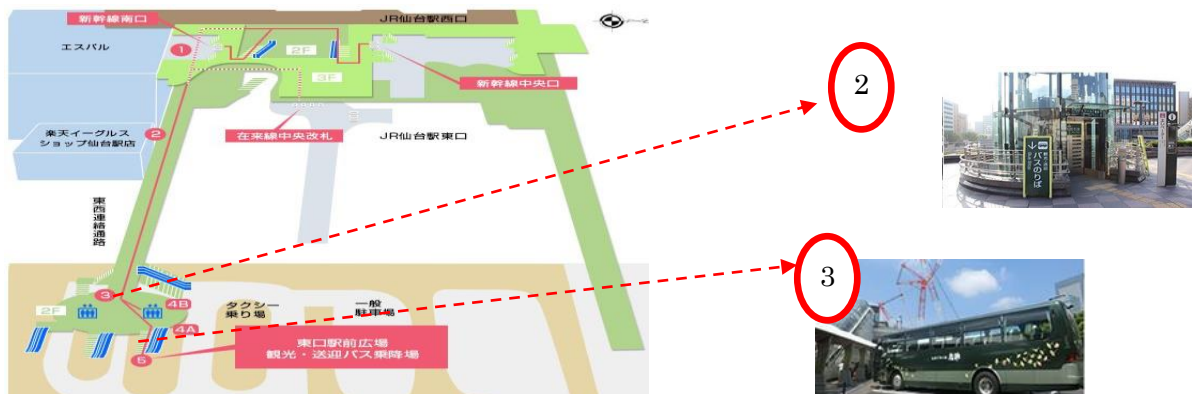 新幹線南口
JR仙台駅西口
エスパル
1
2F
3F
新幹線中央口
楽天イーグルス
ショップ仙台駅店
2
在来線中央改札
JR仙台駅東口
東西連絡通路
3
4B
2F
4A
タクシー
乗り場
一般
駐車場
東口駅前広場
観光・送迎バス乗降場
5
2
バスのりば
3